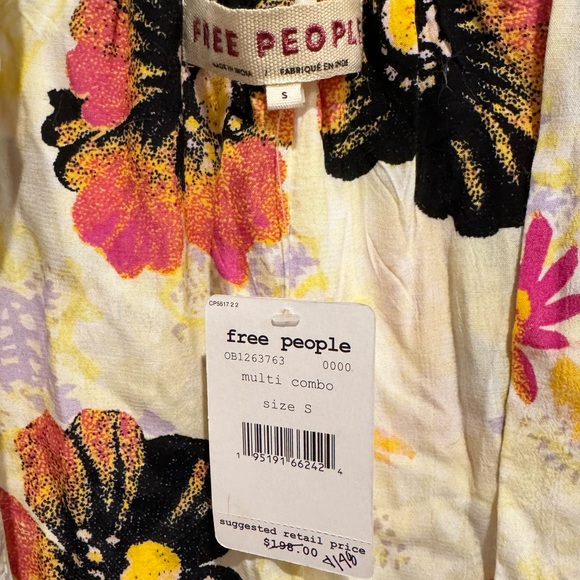 FREE PEOPLE
MADE IN INDIA / FABRIQUÉ EN INDE
S
CP5617 2 2
free people
OB1263763 0000
multi combo
size S
1 95191 66242 4
suggested retail price
$198.00